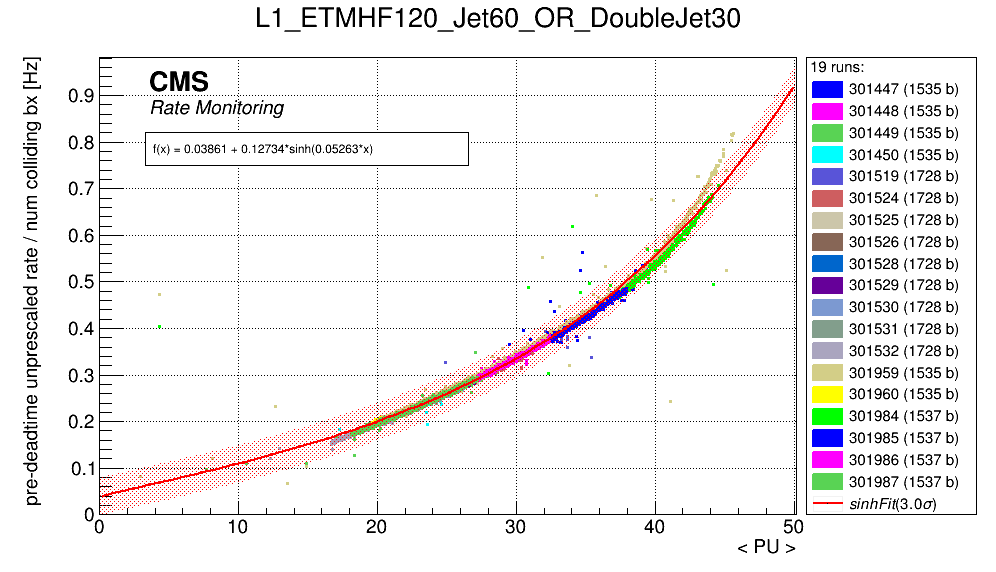 L1_ETMHF120_Jet60_OR_DoubleJet30
pre-deadtime unprescaled rate / num colliding bx [Hz]
CMS
Rate Monitoring
f(x) = 0.03861 + 0.12734*sinh(0.05263*x)
0.9
0.8
0.7
0.6
0.5
0.4
0.3
0.2
0.1
0
0 10 20 30 40 50
< PU >
19 runs:
301447 (1535 b)
301448 (1535 b)
301449 (1535 b)
301450 (1535 b)
301519 (1728 b)
301524 (1728 b)
301525 (1728 b)
301526 (1728 b)
301528 (1728 b)
301529 (1728 b)
301530 (1728 b)
301531 (1728 b)
301532 (1728 b)
301959 (1535 b)
301960 (1535 b)
301984 (1537 b)
301985 (1537 b)
301986 (1537 b)
301987 (1537 b)
sinhFit(3.0σ)